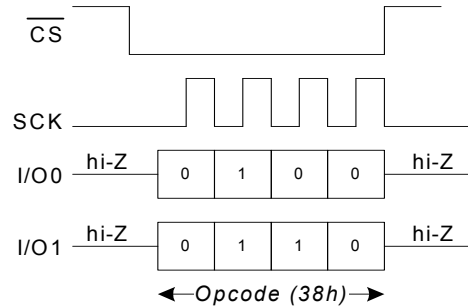 CS
SCK
I/O0 hi-Z 0 1 0 0 hi-Z
I/O1 hi-Z 0 1 1 0 hi-Z
Opcode (38h)